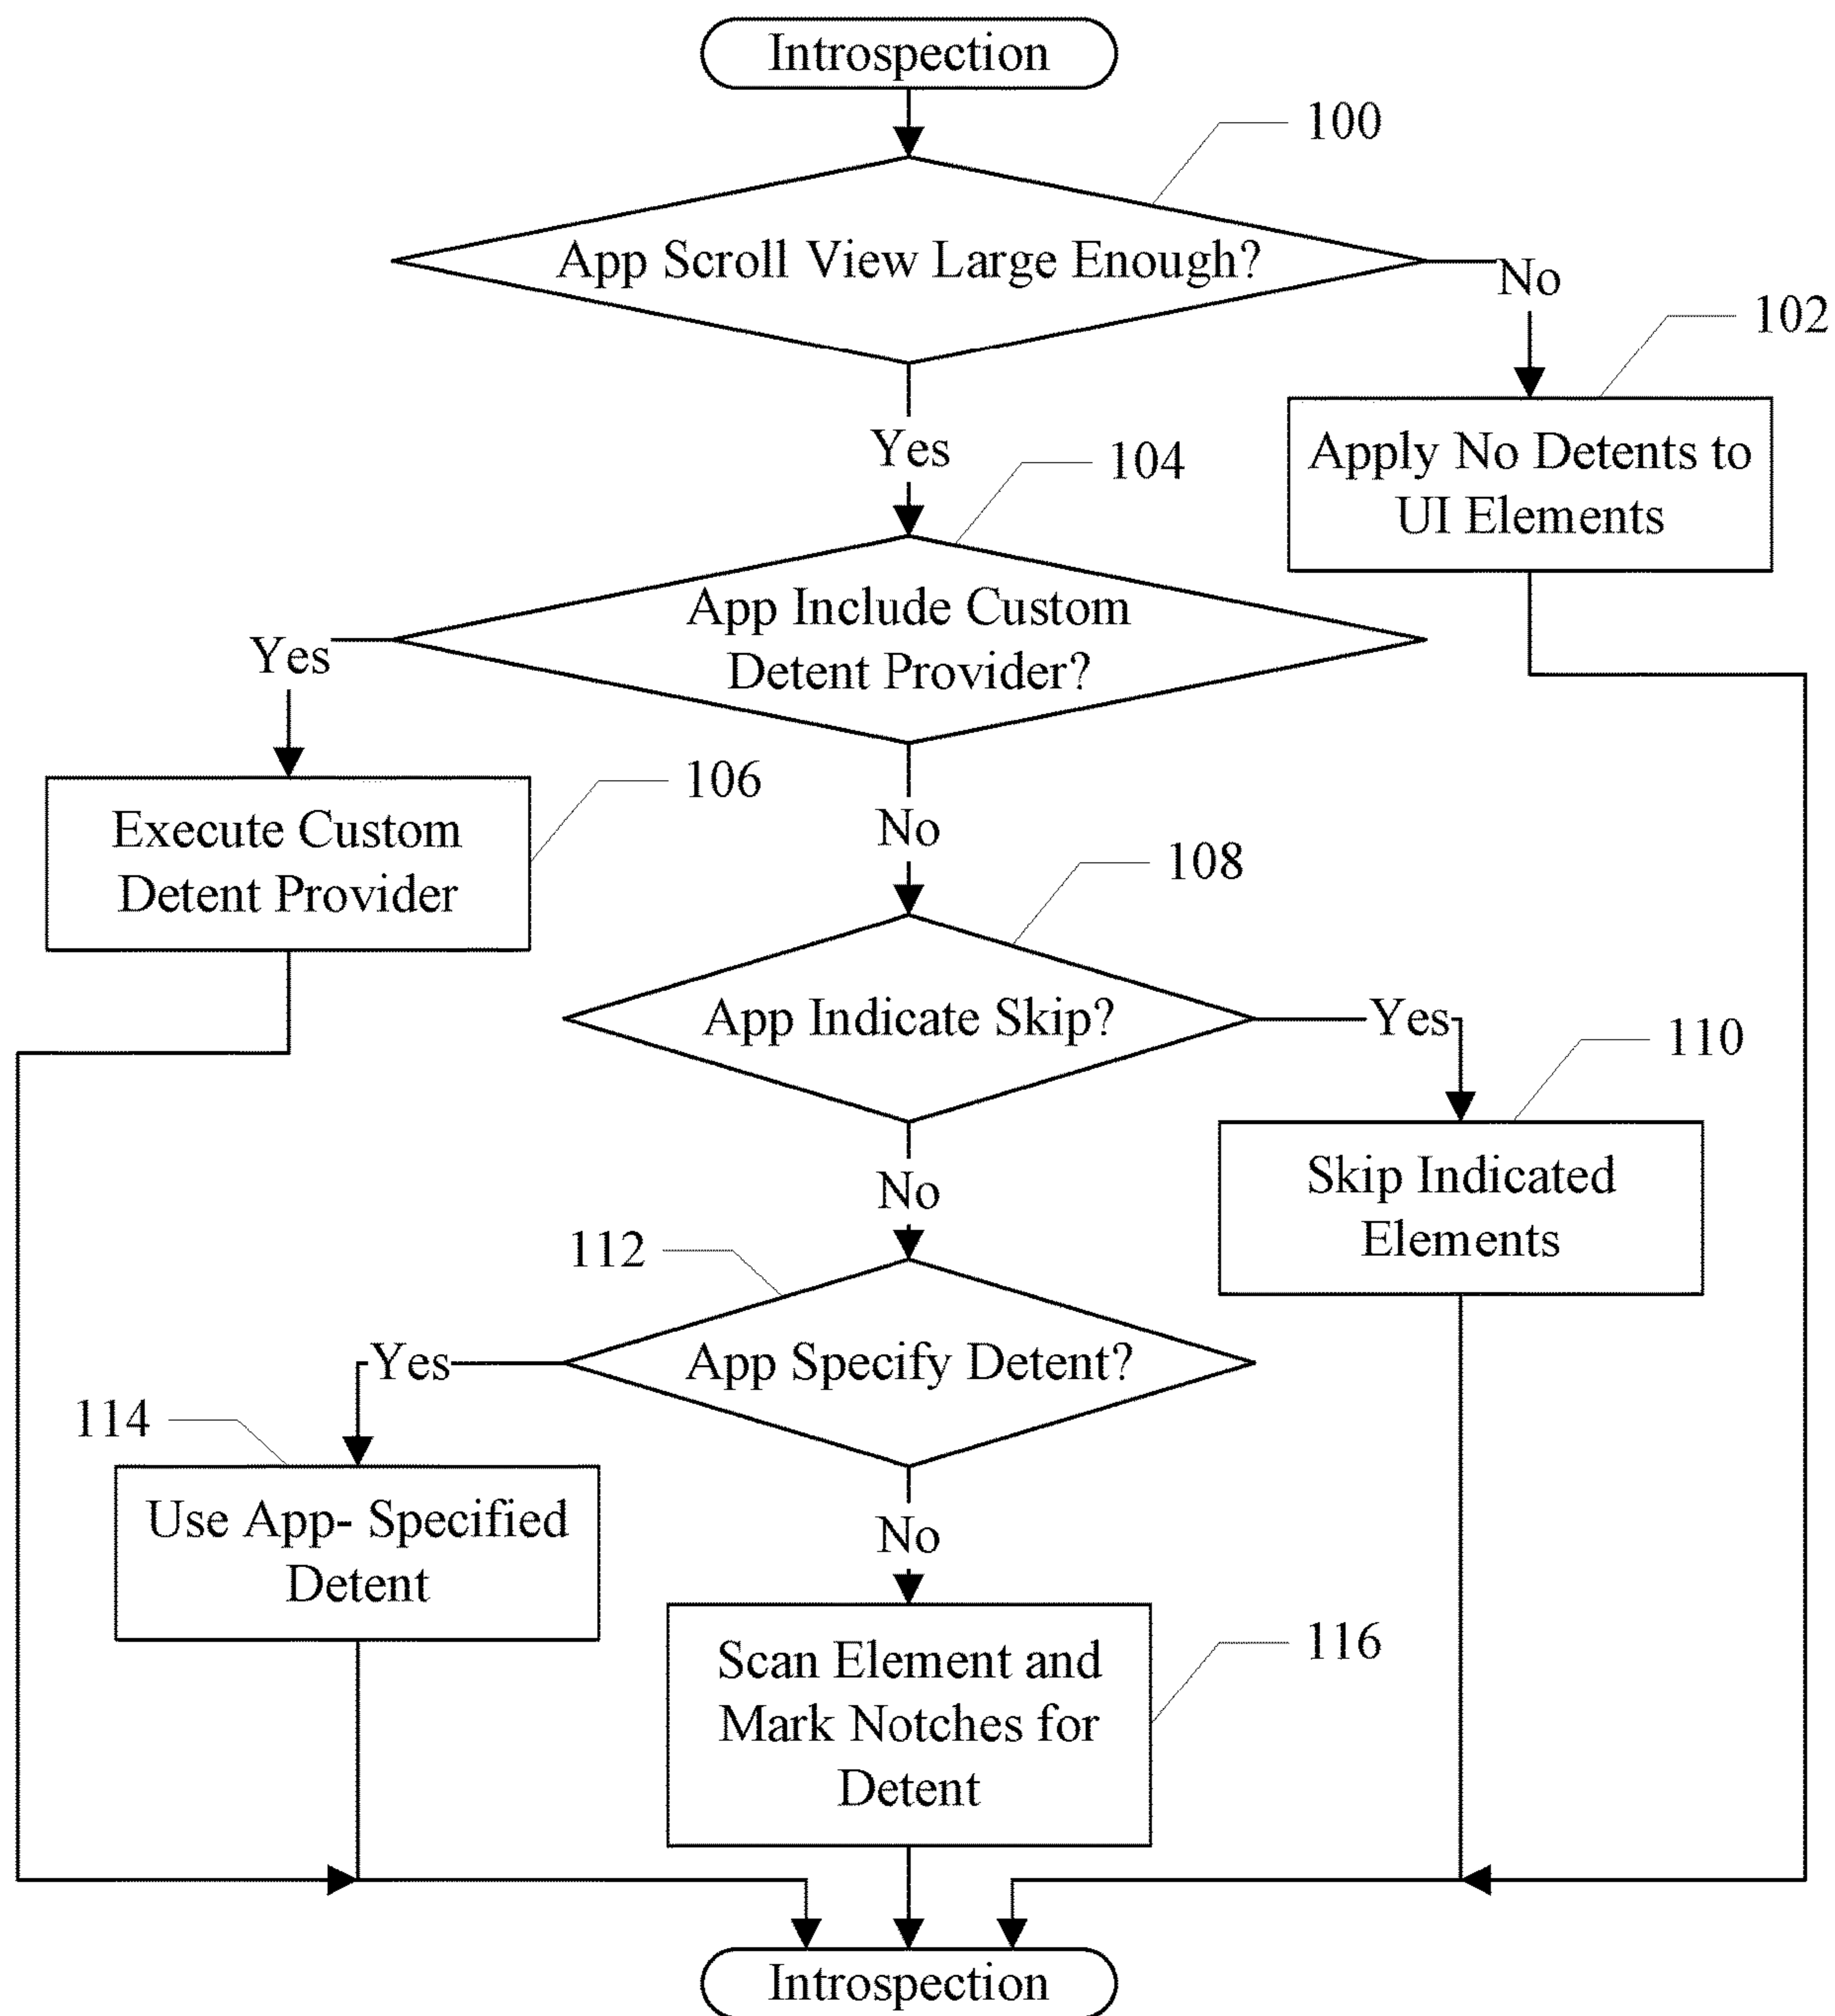 Introspection
100
App Scroll View Large Enough?
No
102
Yes
Apply No Detents to
UI Elements
104
App Include Custom
Detent Provider?
Yes
106
Execute Custom
Detent Provider
No
108
App Indicate Skip?
Yes
110
No
Skip Indicated
Elements
112
App Specify Detent?
Yes
114
Use App- Specified
Detent
No
116
Scan Element and
Mark Notches for
Detent
Introspection